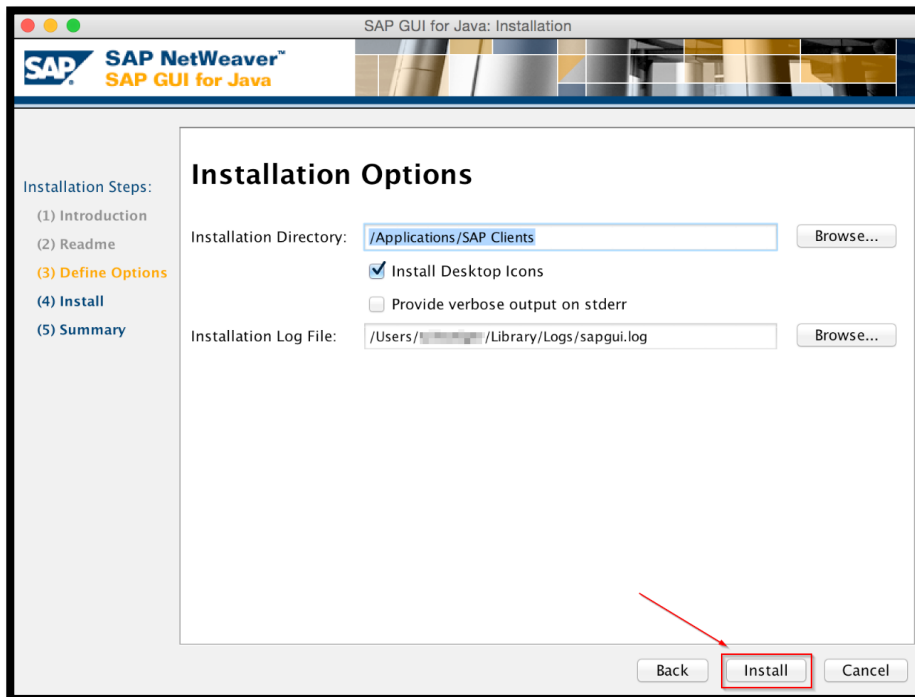 SAP GUI for Java: Installation
SAP
SAP NetWeaver™
SAP GUI for Java
Installation Options
Installation Steps:
(1) Introduction
(2) Readme
(3) Define Options
(4) Install
(5) Summary
Installation Directory: /Applications/SAP Clients Browse...
Install Desktop Icons
Provide verbose output on stderr
Installation Log File: /Users/ /Library/Logs/sapgui.log Browse...
Back Install Cancel